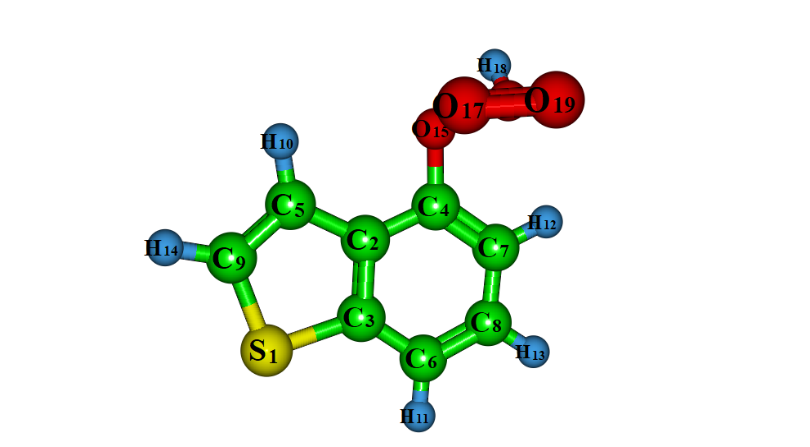 H18
O17 O19
O15
H10
C5 C4
H12
C2
C7
H14 C9
C3 C8
S1 C6 H13
H11